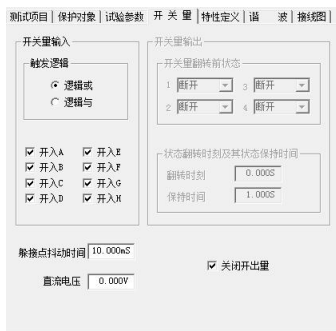 测试项目 保护对象 试验参数 开 关 量 特性定义 谐 波 接线图
开关量输入
触发逻辑
逻辑或
逻辑与
开入A 开入E
开入B 开入F
开入C 开入G
开入D 开入H
开关量输出
开关量翻转前状态
1 断开 3 断开
2 断开 4 断开
状态翻转时刻及其状态保持时间
翻转时刻 0.000S
保持时间 1.000S
躲接点抖动时间 10.000mS
直流电压 0.000V
关闭开出量